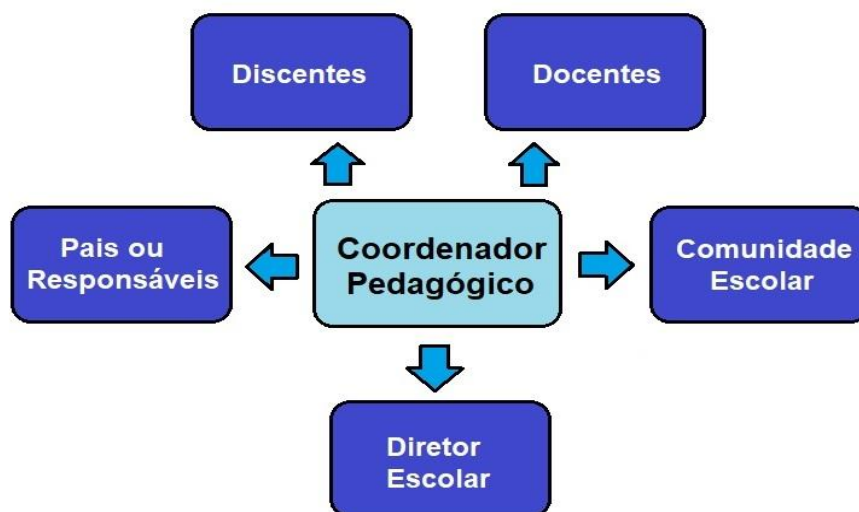 Discentes
Docentes
Pais ou
Responsáveis
Coordenador
Pedagógico
Comunidade
Escolar
Diretor
Escolar